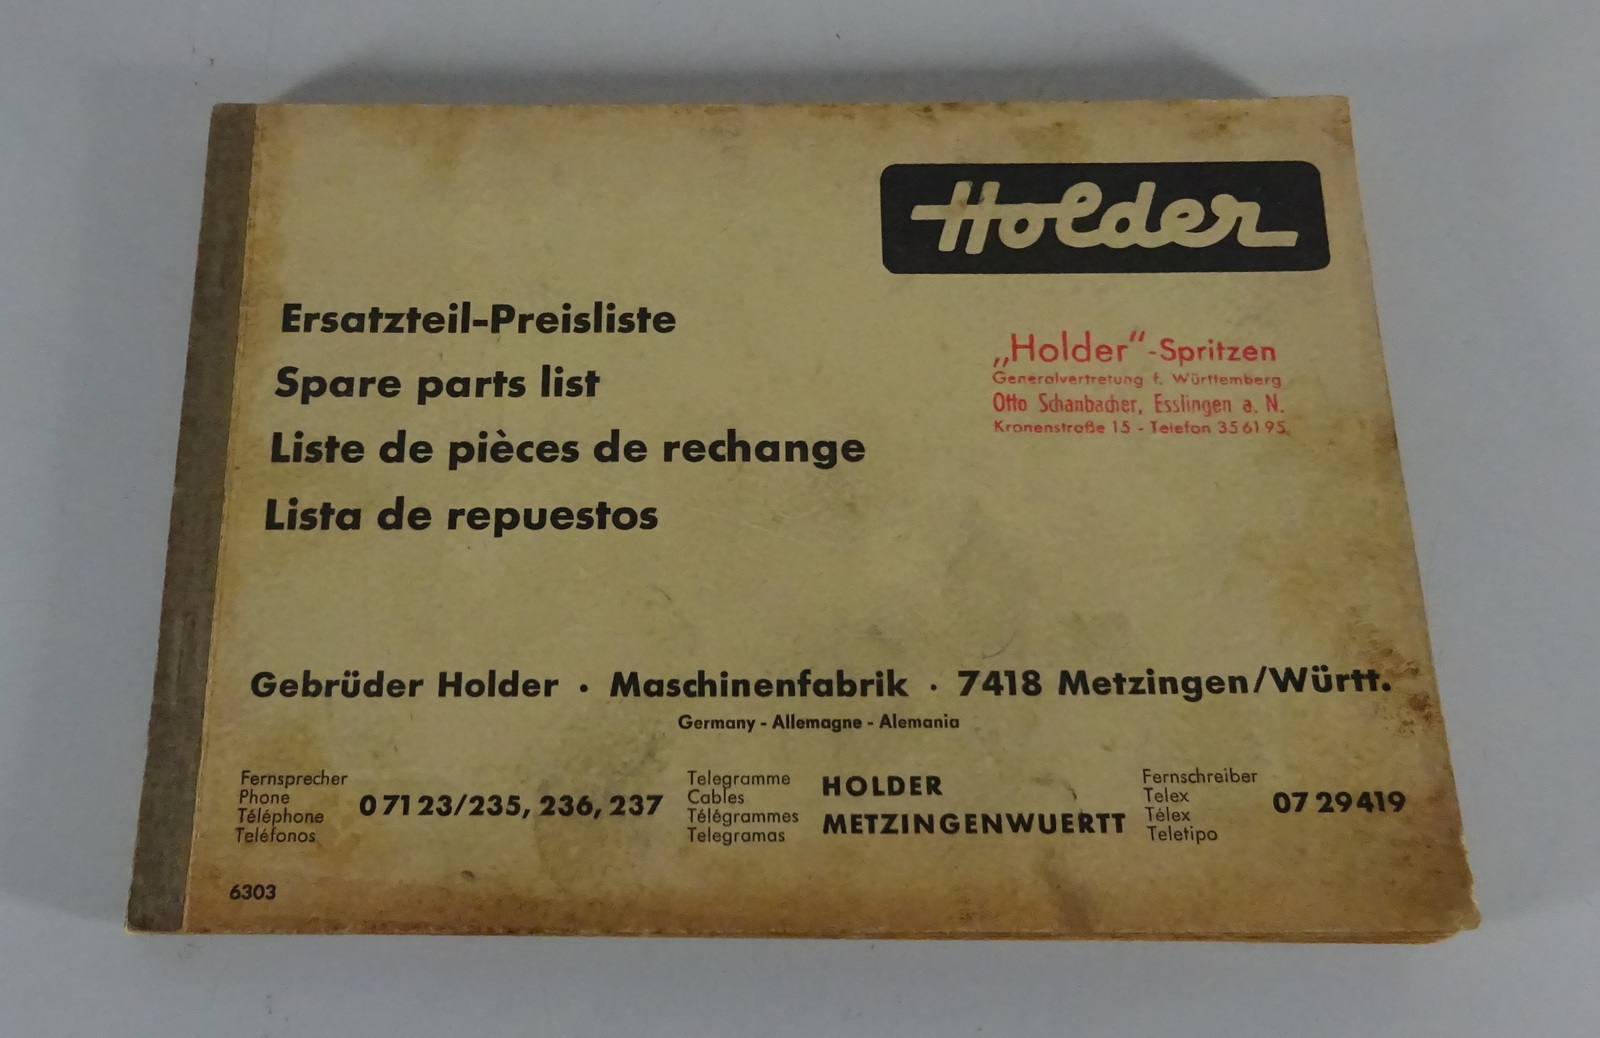 Holder
Ersatzteil-Preisliste
Spare parts list
Liste de pièces de rechange
Lista de repuestos
„Holder“-Spritzen
Generalvertretung f. Württemberg
Otto Schanbacher, Esslingen a. N.
Kronenstraße 15 - Telefon 35 61 95
Gebrüder Holder · Maschinenfabrik · 7418 Metzingen/Württ.
Germany - Allemagne - Alemania
Fernsprecher
Phone
Téléphone
Teléfonos
0 71 23/235, 236, 237
Telegramme
Cables
Télégrammes
Telegramas
HOLDER
METZINGENWUERTT
Fernschreiber
Telex
Télex
Teletipo
07 29419
6303